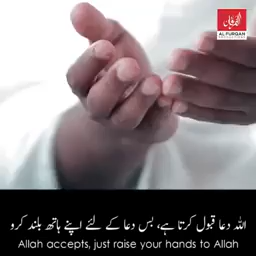 AL FURQAN
اللہ دعا قبول کرتا ہے، بس دعا کے لئے اپنے ہاتھ بلند کرو
Allah accepts, just raise your hands to Allah